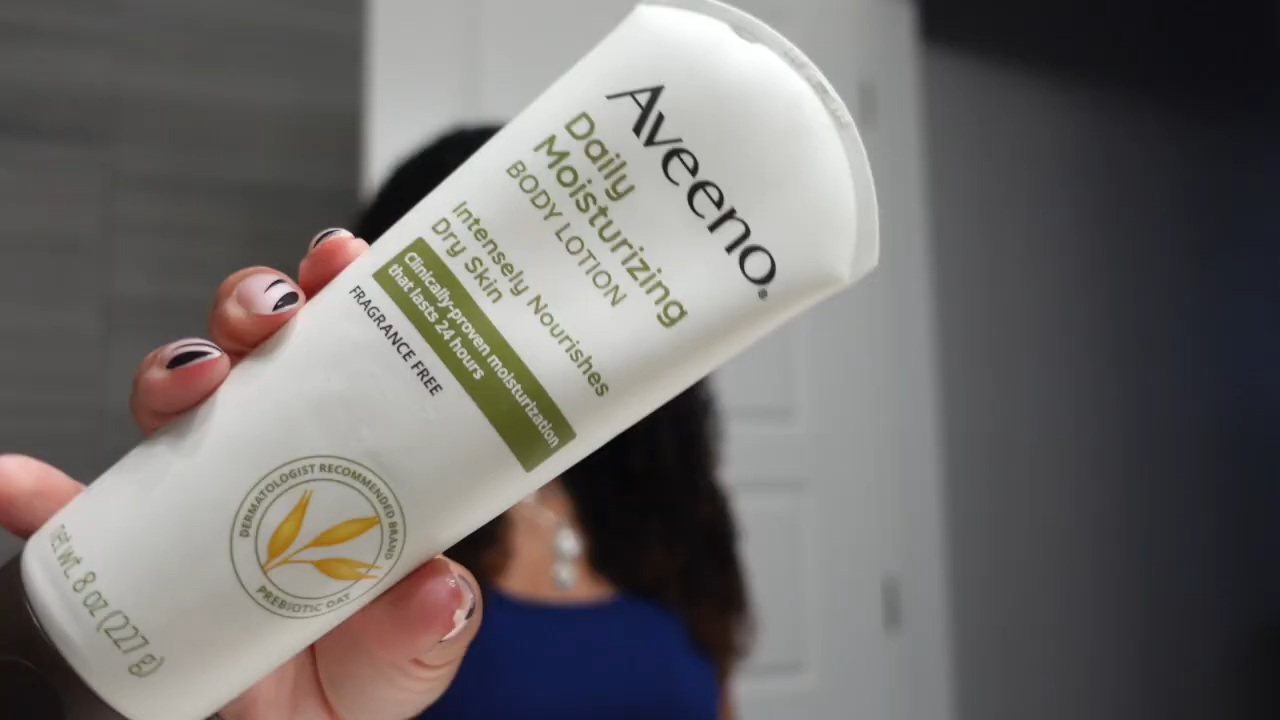 Aveeno®
Daily
Moisturizing
BODY LOTION
Intensely Nourishes
Dry Skin
Clinically-proven moisturization
that lasts 24 hours
FRAGRANCE FREE
DERMATOLOGIST RECOMMENDED BRAND
PREBIOTIC OAT
net wt. 8 oz (227 g)